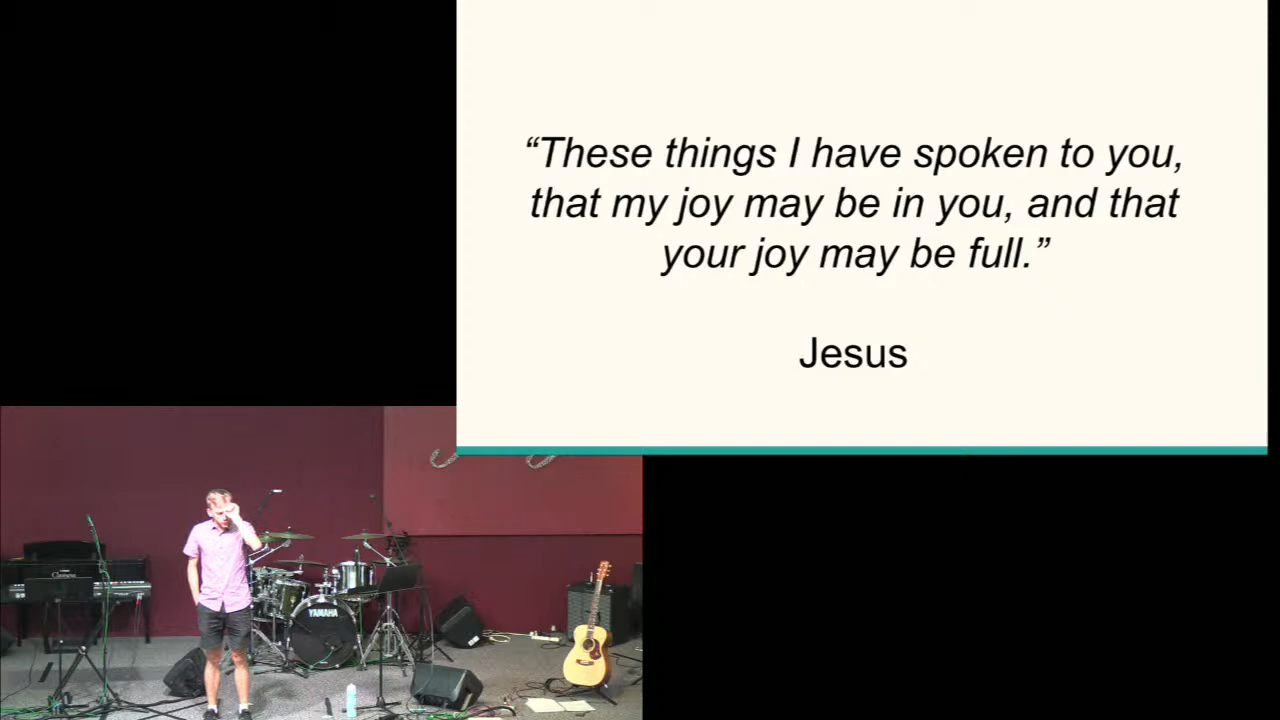 “These things I have spoken to you,
that my joy may be in you, and that
your joy may be full.”
Jesus
YAMAHA